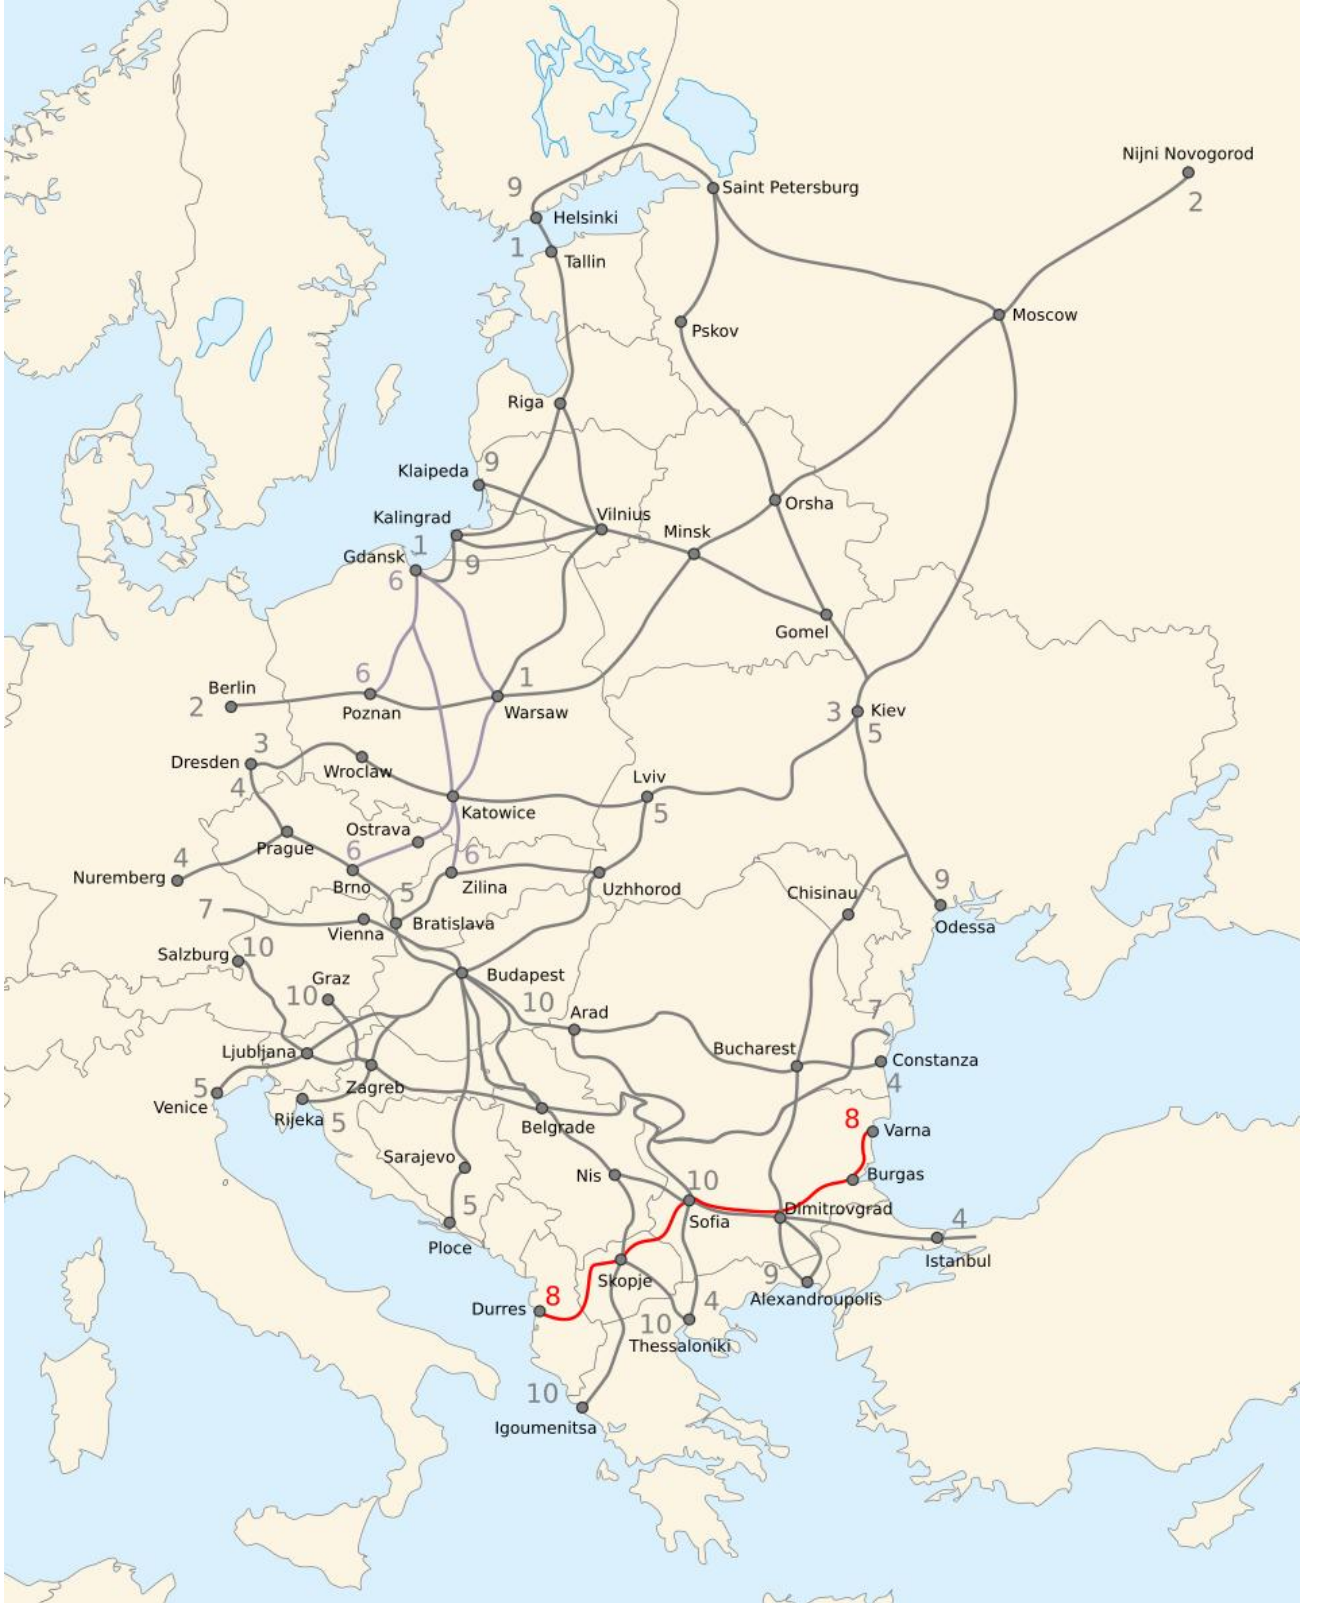 Nijni Novogorod
2
9
Saint Petersburg
Helsinki
1
Tallin
Moscow
Pskov
Riga
Klaipeda
9
Kalingrad
Vilnius
Minsk
Orsha
Gdansk
1
6
9
Gomel
Berlin
2
6
Poznan
1
Warsaw
3
Kiev
5
Dresden
3
4
Wroclaw
Lviv
5
Katowice
Ostrava
Prague
6
6
Nuremberg
4
Brno
5
Zilina
Uzhhorod
Chisinau
9
Odessa
7
Vienna
Bratislava
Salzburg
10
Graz
10
Budapest
10
Arad
7
Ljubljana
Bucharest
Constanza
4
5
Venice
Zagreb
Rijeka
5
Belgrade
8
Varna
Sarajevo
Nis
10
Burgas
5
Ploce
Sofia
Dimitrovgrad
4
Istanbul
Skopje
9
Alexandroupolis
Durres
8
4
10
Thessaloniki
10
Igoumenitsa